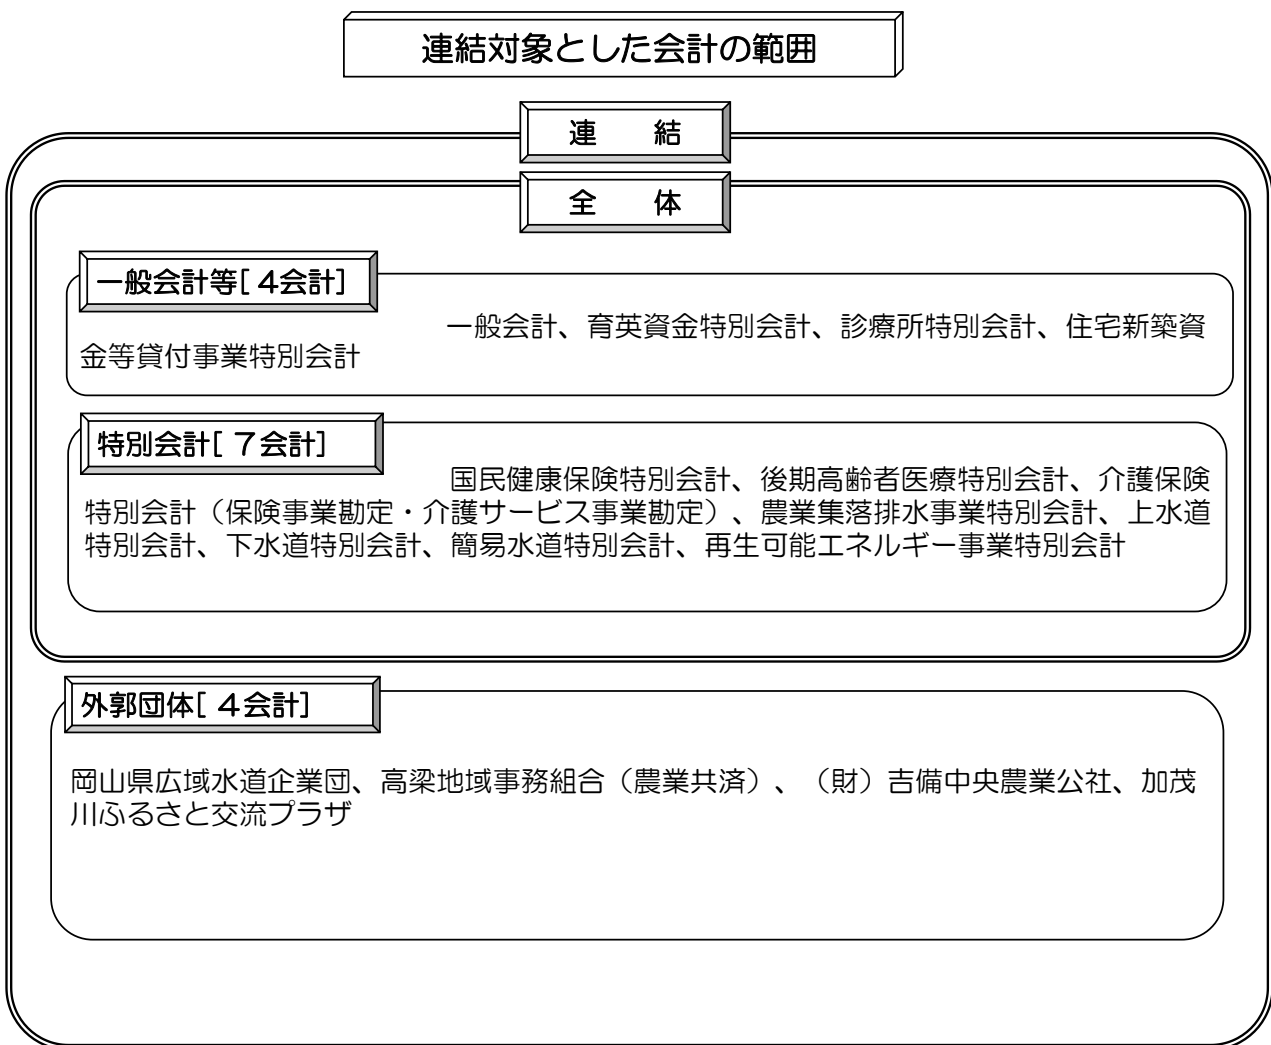 連結対象とした会計の範囲
連　　結
全　　体
一般会計等[ ４会計]
一般会計、育英資金特別会計、診療所特別会計、住宅新築資
金等貸付事業特別会計
特別会計[ ７会計]
国民健康保険特別会計、後期高齢者医療特別会計、介護保険
特別会計（保険事業勘定・介護サービス事業勘定）、農業集落排水事業特別会計、上水道
特別会計、下水道特別会計、簡易水道特別会計、再生可能エネルギー事業特別会計
外郭団体[ ４会計]
岡山県広域水道企業団、高梁地域事務組合（農業共済）、（財）吉備中央農業公社、加茂
川ふるさと交流プラザ